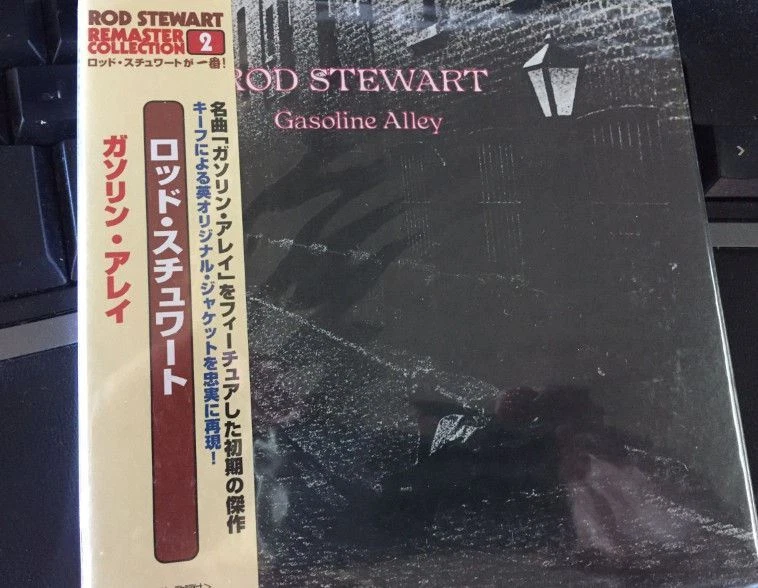 ROD STEWART
REMASTER
COLLECTION 2
ロッド・スチュワートが一番!
ROD STEWART
Gasoline Alley
名曲「ガソリン・アレイ」をフィーチュアした初期の傑作
キーフによる英オリジナル・ジャケットを忠実に再現!
ロッド・スチュワート
ガソリン・アレイ